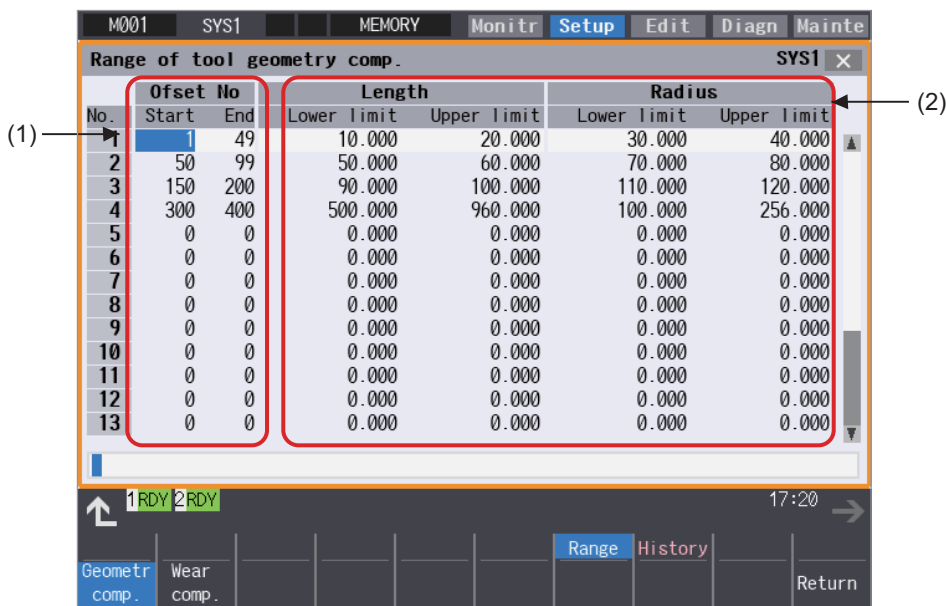 M001 SYS1 MEMORY Monitr Setup Edit Diagn Mainte
Range of tool geometry comp. SYS1
Ofset No Length Radius
(2)
No. Start End Lower limit Upper limit Lower limit Upper limit
(1)
1 1 49 10.000 20.000 30.000 40.000
2 50 99 50.000 60.000 70.000 80.000
3 150 200 90.000 100.000 110.000 120.000
4 300 400 500.000 960.000 100.000 256.000
5 0 0 0.000 0.000 0.000 0.000
6 0 0 0.000 0.000 0.000 0.000
7 0 0 0.000 0.000 0.000 0.000
8 0 0 0.000 0.000 0.000 0.000
9 0 0 0.000 0.000 0.000 0.000
10 0 0 0.000 0.000 0.000 0.000
11 0 0 0.000 0.000 0.000 0.000
12 0 0 0.000 0.000 0.000 0.000
13 0 0 0.000 0.000 0.000 0.000
1 RDY 2 RDY 17:20
Range History
Geometr Wear
comp. comp. Return